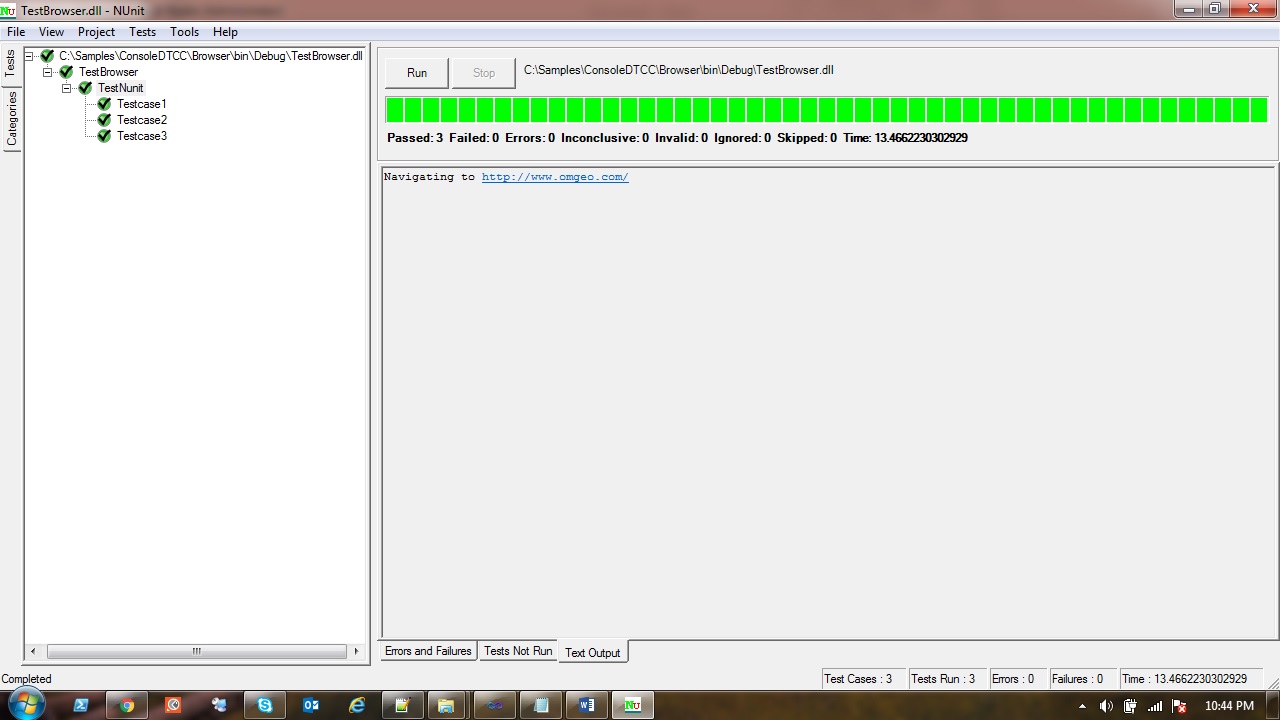 TestBrowser.dll - NUnit
File View Project Tests Tools Help
Tests
Categories
C:\Samples\ConsoleDTCC\Browser\bin\Debug\TestBrowser.dll
TestBrowser
TestNunit
Testcase1
Testcase2
Testcase3
Run Stop C:\Samples\ConsoleDTCC\Browser\bin\Debug\TestBrowser.dll
Passed: 3 Failed: 0 Errors: 0 Inconclusive: 0 Invalid: 0 Ignored: 0 Skipped: 0 Time: 13.4662230302929
Navigating to http://www.omgeo.com/
Errors and Failures Tests Not Run Text Output
Completed Test Cases : 3 Tests Run : 3 Errors : 0 Failures : 0 Time : 13.4662230302929
10:44 PM